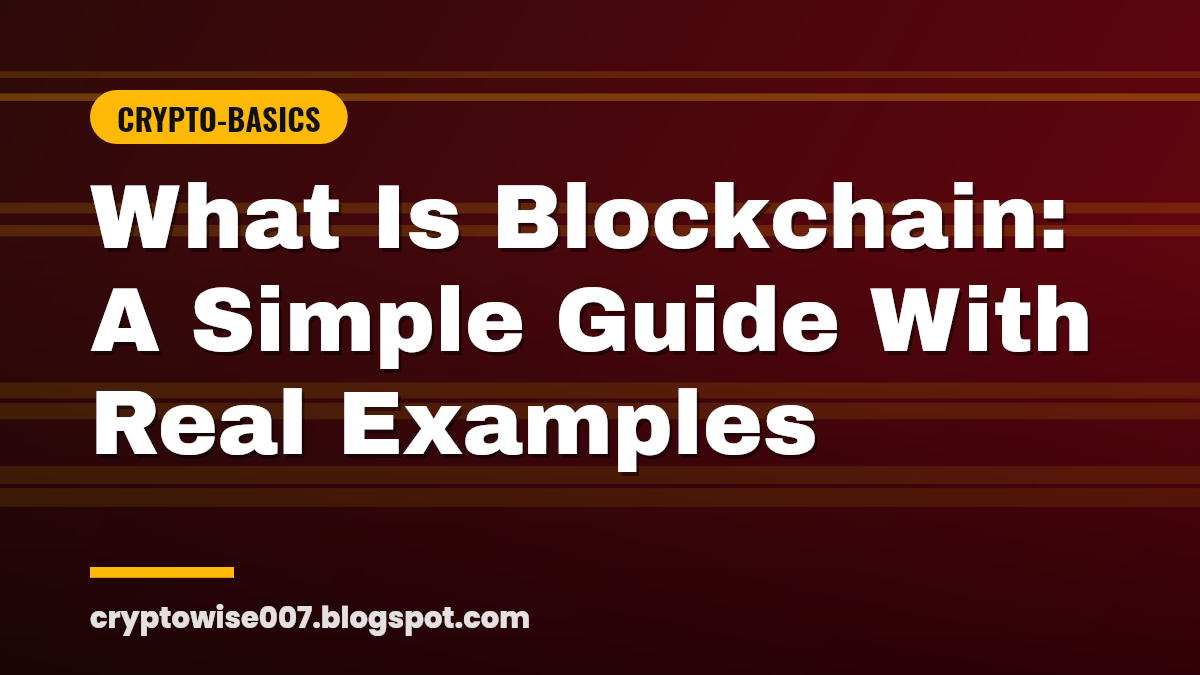 CRYPTO-BASICS
What Is Blockchain:
A Simple Guide With
Real Examples
cryptowise007.blogspot.com